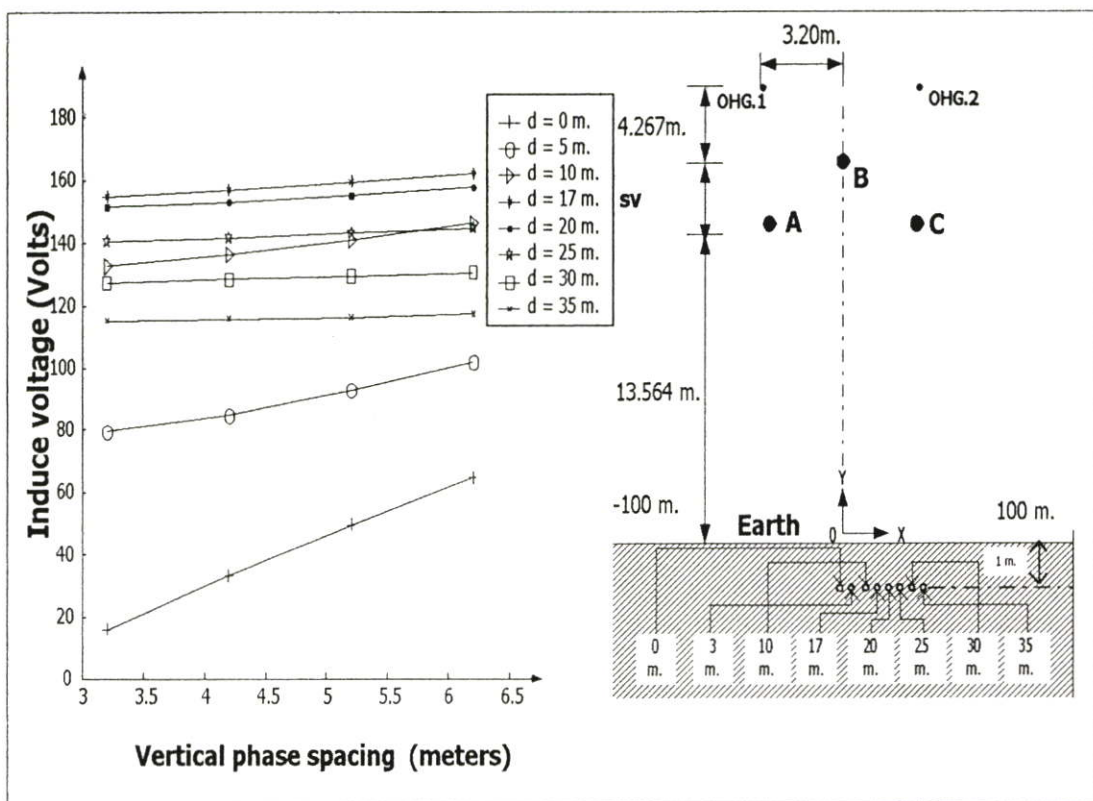 Induce voltage (Volts)
180
160
140
120
100
80
60
40
20
0
3
3.5
4
4.5
5
5.5
6
6.5
Vertical phase spacing (meters)
d = 0 m.
d = 5 m.
d = 10 m.
d = 17 m.
d = 20 m.
d = 25 m.
d = 30 m.
d = 35 m.
3.20m.
OHG.1
OHG.2
4.267m.
B
sv
A
C
13.564 m.
-100 m.
Y
Earth
0
X
100 m.
1 m.
0 m.
3 m.
10 m.
17 m.
20 m.
25 m.
30 m.
35 m.